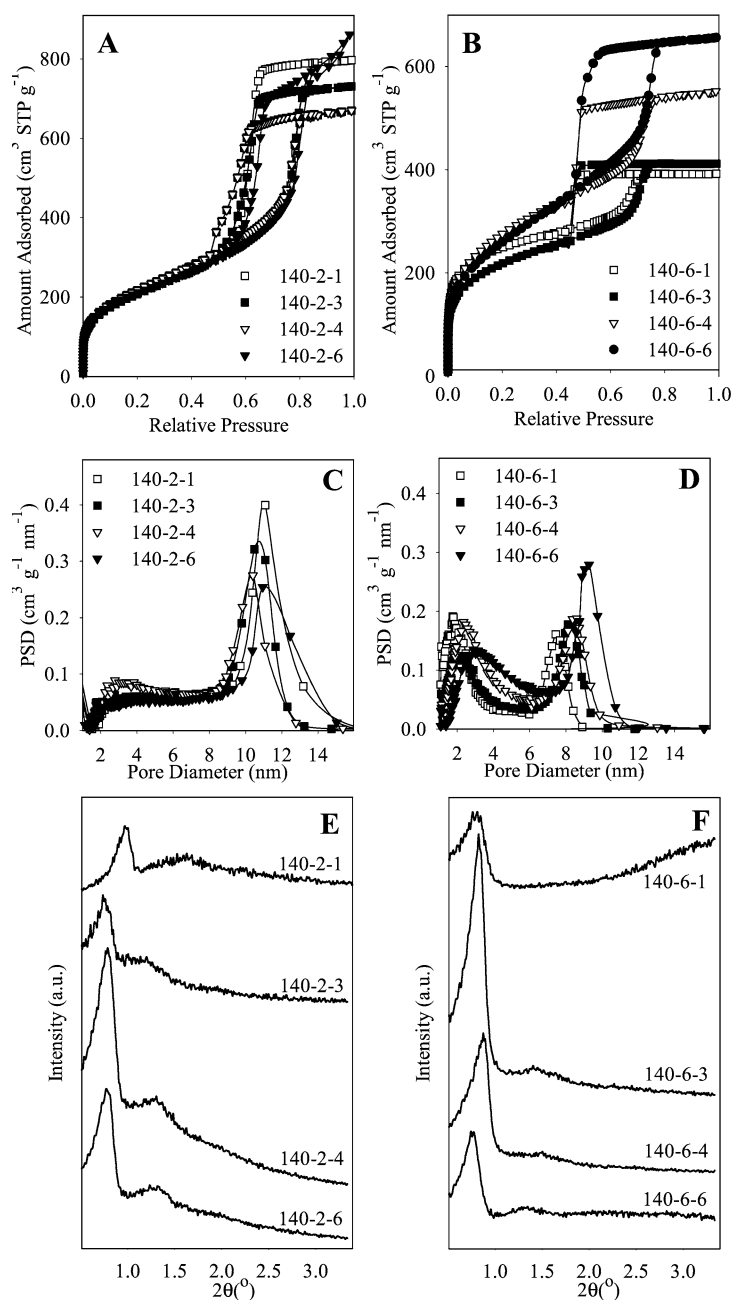 A
Amount Adsorbed (cm³ STP g⁻¹)
800
600
400
200
0
140-2-1
140-2-3
140-2-4
140-2-6
0.0 0.2 0.4 0.6 0.8 1.0
Relative Pressure
B
Amount Adsorbed (cm³ STP g⁻¹)
600
400
200
0
140-6-1
140-6-3
140-6-4
140-6-6
0.0 0.2 0.4 0.6 0.8 1.0
Relative Pressure
C
PSD (cm³ g⁻¹ nm⁻¹)
0.4
0.3
0.2
0.1
0.0
140-2-1
140-2-3
140-2-4
140-2-6
2 4 6 8 10 12 14
Pore Diameter (nm)
D
PSD (cm³ g⁻¹ nm⁻¹)
0.4
0.3
0.2
0.1
0.0
140-6-1
140-6-3
140-6-4
140-6-6
2 4 6 8 10 12 14
Pore Diameter (nm)
E
Intensity (a.u.)
140-2-1
140-2-3
140-2-4
140-2-6
1.0 1.5 2.0 2.5 3.0
2θ(°)
F
Intensity (a.u.)
140-6-1
140-6-3
140-6-4
140-6-6
1.0 1.5 2.0 2.5 3.0
2θ(°)